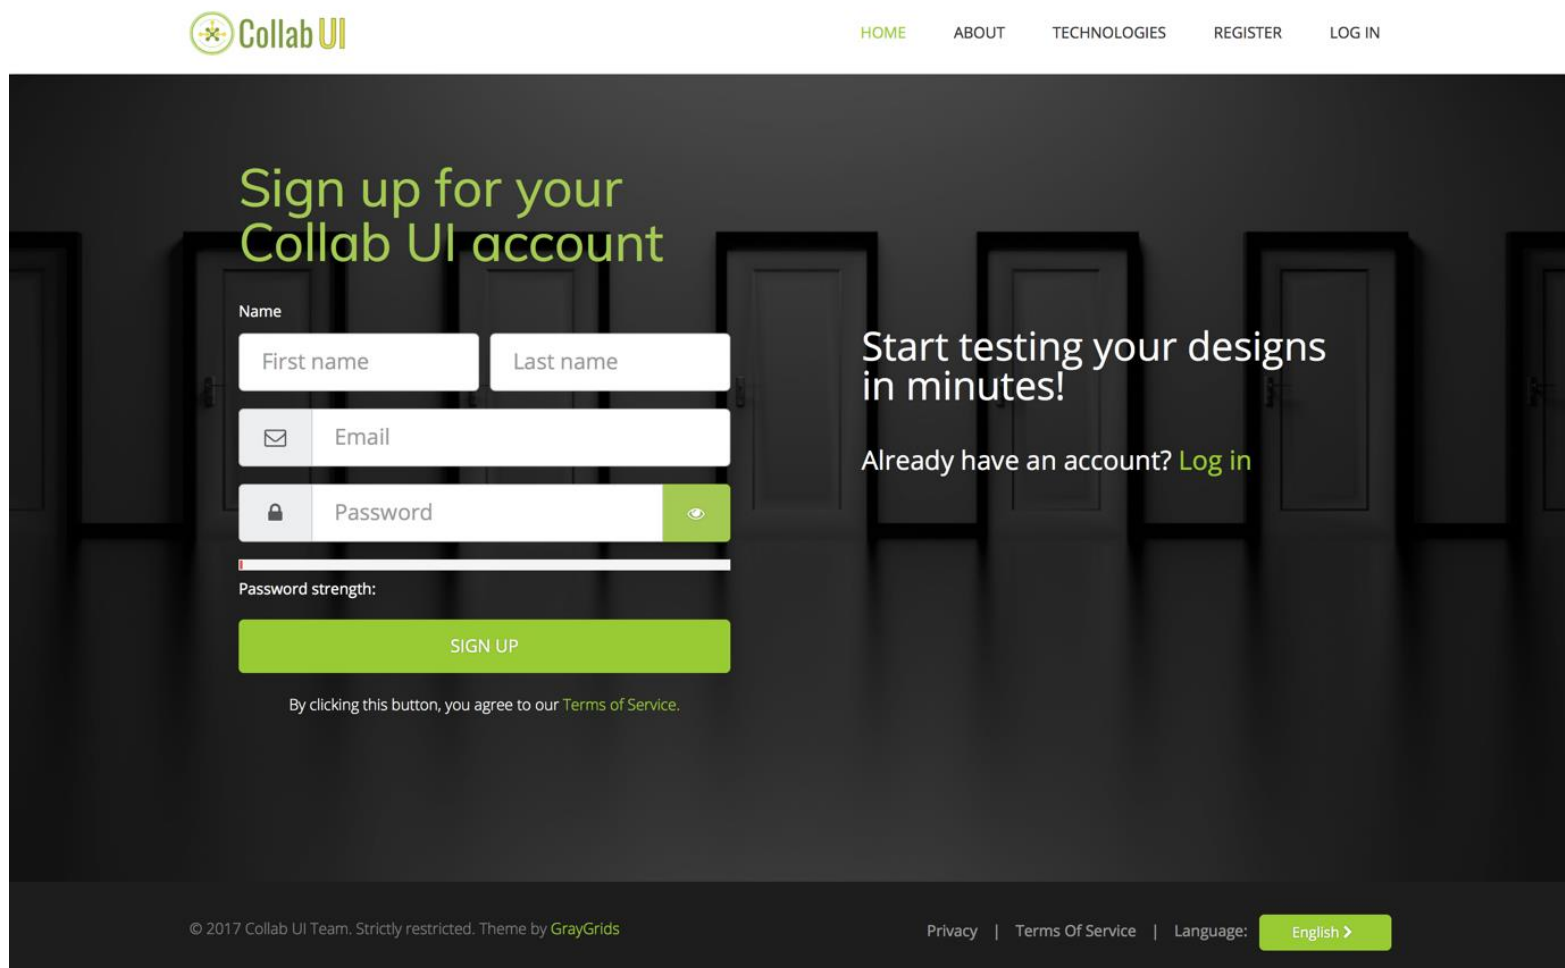 Collab UI
HOME ABOUT TECHNOLOGIES REGISTER LOG IN
Sign up for your
Collab UI account
Name
First name Last name
Email
Password
Password strength:
SIGN UP
By clicking this button, you agree to our Terms of Service.
Start testing your designs
in minutes!
Already have an account? Log in
© 2017 Collab UI Team. Strictly restricted. Theme by GrayGrids
Privacy | Terms Of Service | Language: English